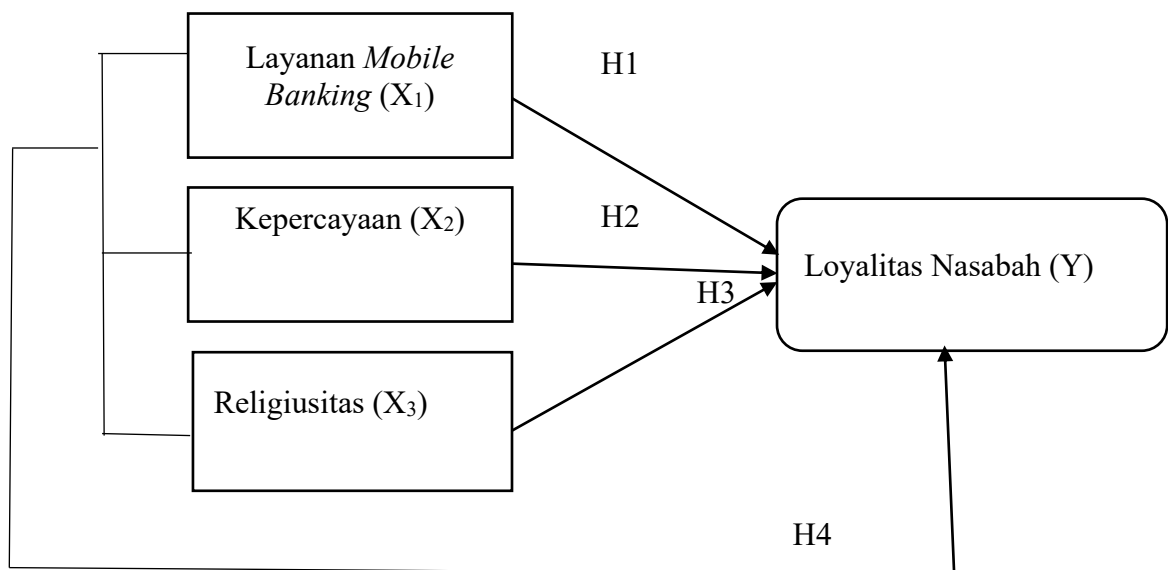 Layanan Mobile
Banking (X₁)
H1
Kepercayaan (X₂)
H2
Loyalitas Nasabah (Y)
H3
Religiusitas (X₃)
H4